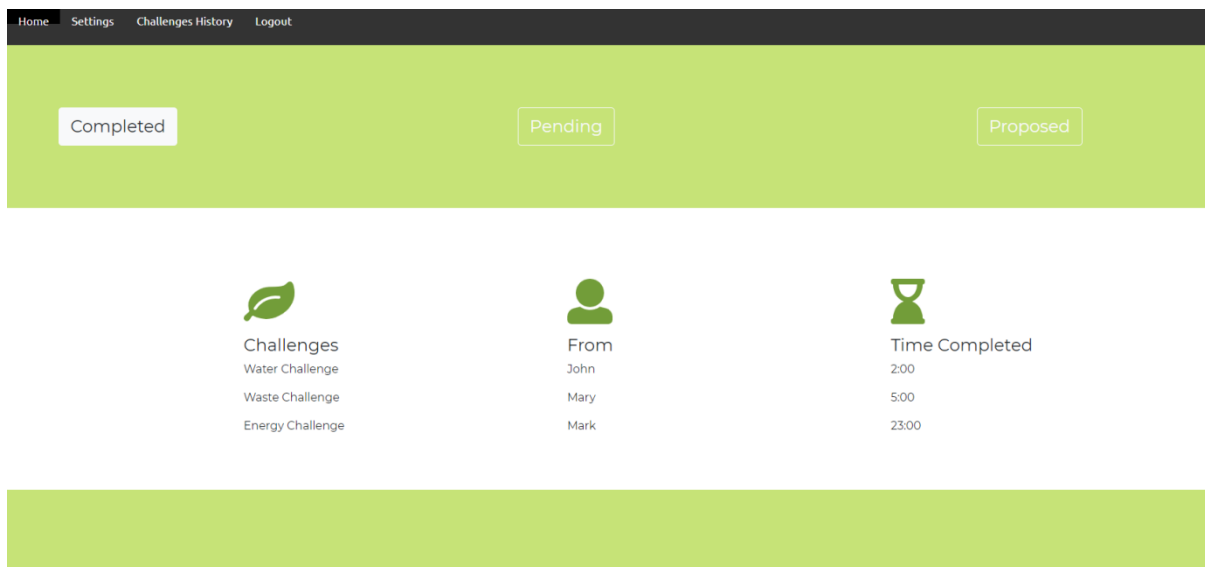 Home Settings Challenges History Logout
Completed Pending Proposed
Challenges From Time Completed
Water Challenge John 2:00
Waste Challenge Mary 5:00
Energy Challenge Mark 23:00